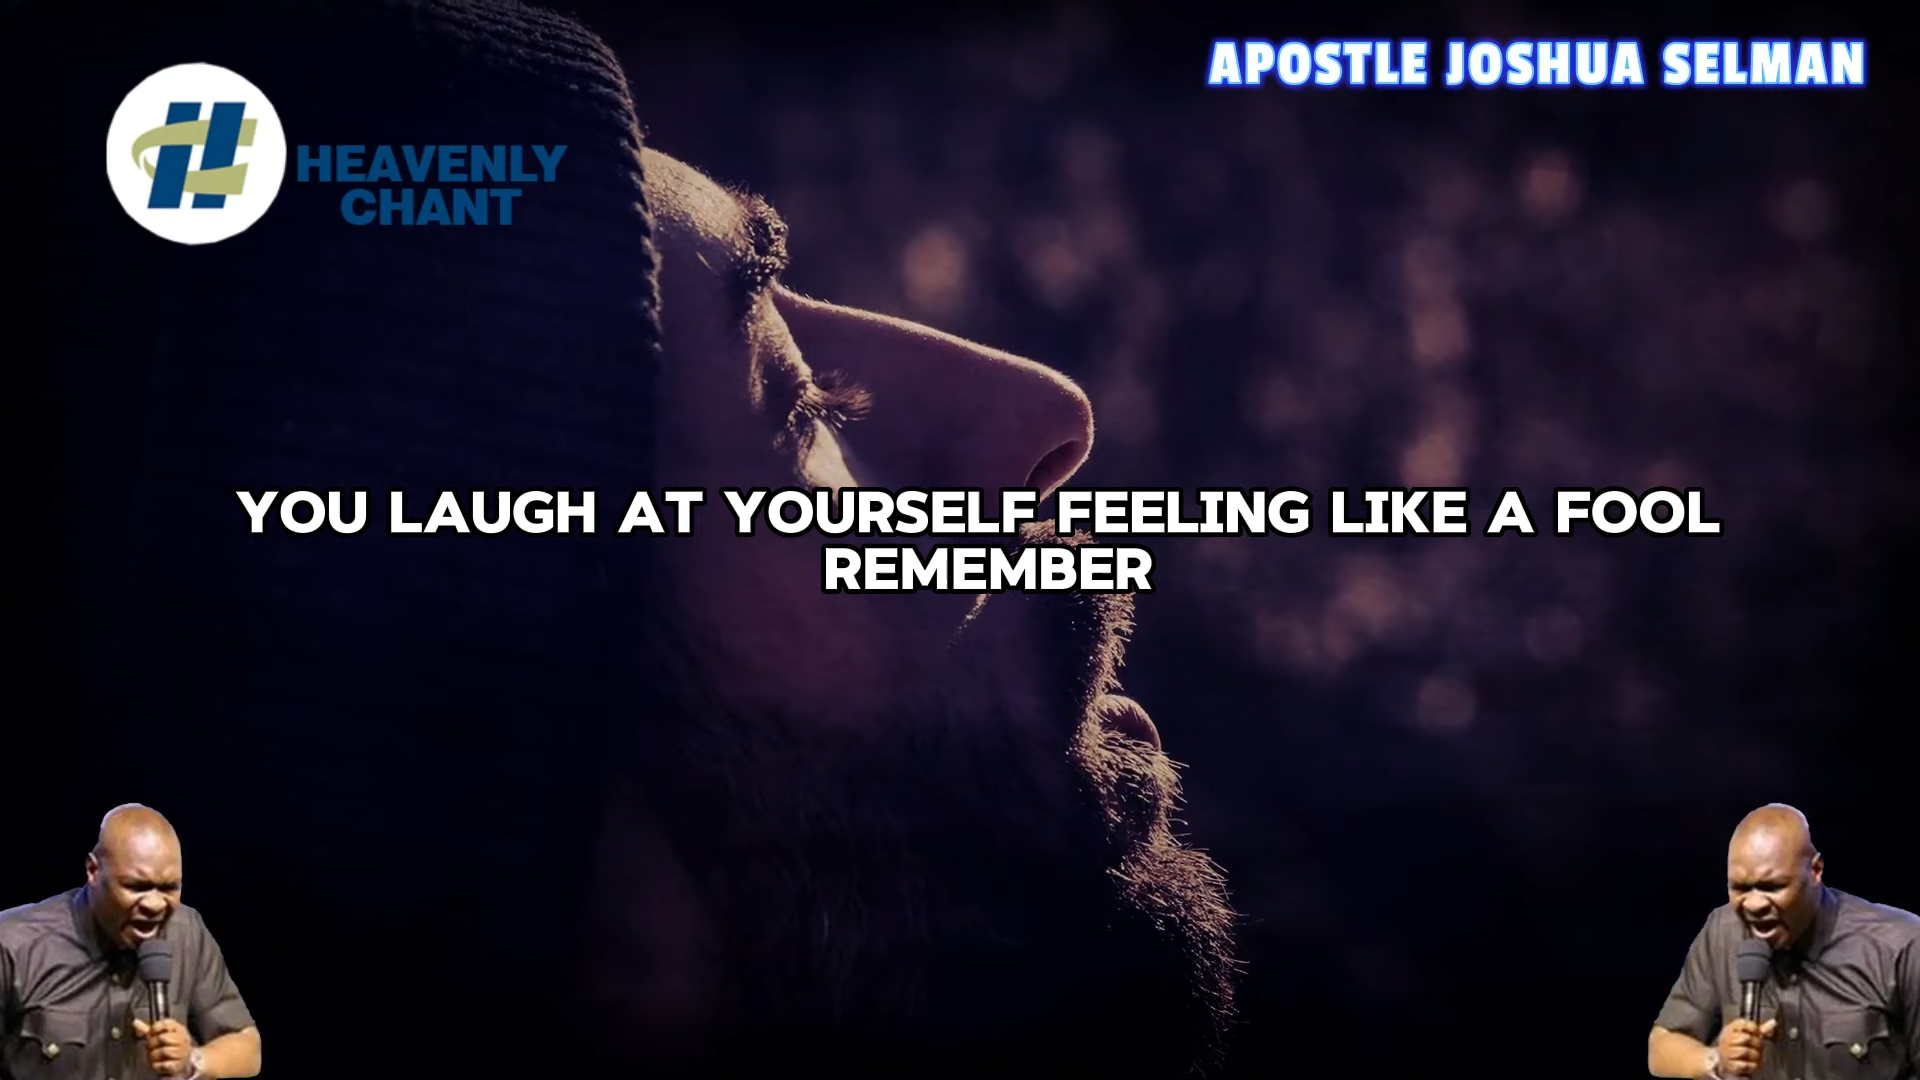 APOSTLE JOSHUA SELMAN
HEAVENLY
CHANT
YOU LAUGH AT YOURSELF FEELING LIKE A FOOL
REMEMBER